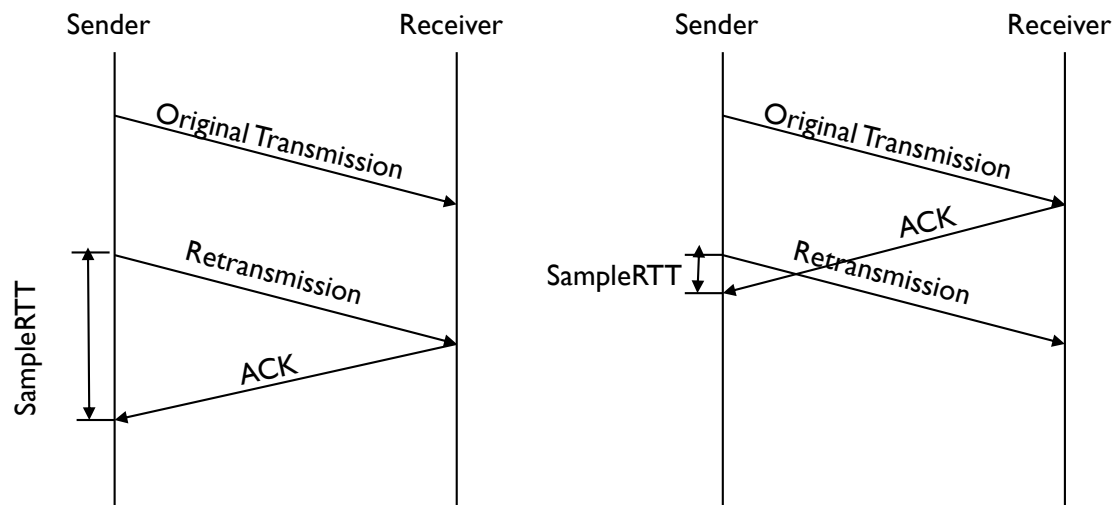 Sender
Receiver
Original Transmission
Retransmission
SampleRTT
ACK
Sender
Receiver
Original Transmission
ACK
Retransmission
SampleRTT